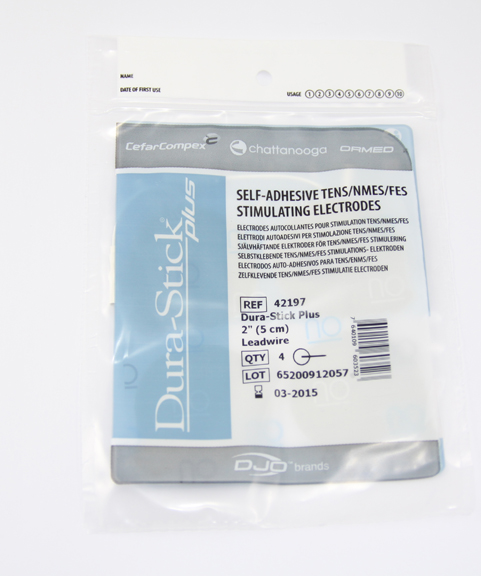 NAME
DATE OF FIRST USE
USAGE 1 2 3 4 5 6 7 8 9 10
CefarCompex chattanooga ORMED
Dura-Stick® plus
SELF-ADHESIVE TENS/NMES/FES
STIMULATING ELECTRODES
ELECTRODES AUTOCOLLANTES POUR STIMULATION TENS/NMES/FES
ELETTRODI AUTOADESIVI PER STIMOLAZIONE TENS/NMES/FES
SJÄLVHÄFTANDE ELEKTRODER FÖR TENS/NMES/FES STIMULERING
SELBSTKLEBENDE TENS/NMES/FES STIMULATIONS- ELEKTRODEN
ELECTRODOS AUTO-ADHESIVOS PARA TENS/ENMS/FES
ZELFKLEVENDE TENS/NMES/FES STIMULATIE ELECTRODEN
REF 42197
Dura-Stick Plus
2" (5 cm)
Leadwire
QTY 4
LOT 65200912057
03-2015
DJO™ brands